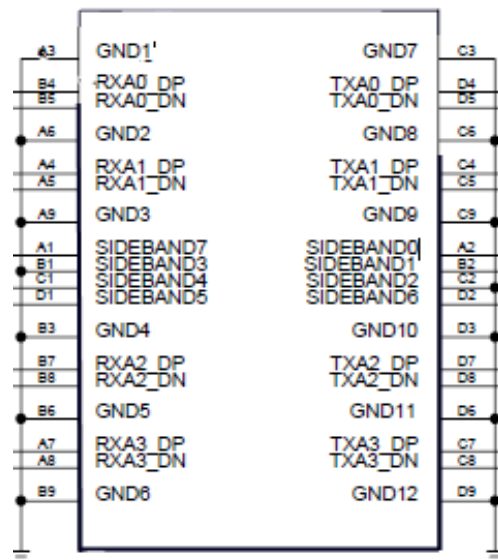 A3 GND1' GND7 C3
B4 RXA0_DP TXA0_DP D4
B5 RXA0_DN TXA0_DN D5
A6 GND2 GND8 C6
A4 RXA1_DP TXA1_DP C4
A5 RXA1_DN TXA1_DN C5
A9 GND3 GND9 C9
A1 SIDEBAND7 SIDEBAND0 A2
B1 SIDEBAND3 SIDEBAND1 B2
C1 SIDEBAND4 SIDEBAND2 C2
D1 SIDEBAND5 SIDEBAND6 D2
B3 GND4 GND10 D3
B7 RXA2_DP TXA2_DP D7
B8 RXA2_DN TXA2_DN D8
B6 GND5 GND11 D6
A7 RXA3_DP TXA3_DP C7
A8 RXA3_DN TXA3_DN C8
B9 GND6 GND12 D9